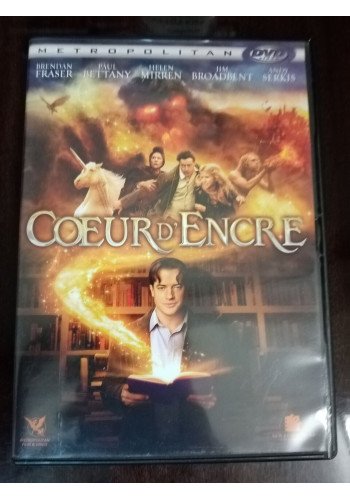 METROPOLITAN DVD
BRENDAN FRASER PAUL BETTANY HELEN MIRREN JIM BROADBENT ANDY SERKIS
COEUR D'ENCRE